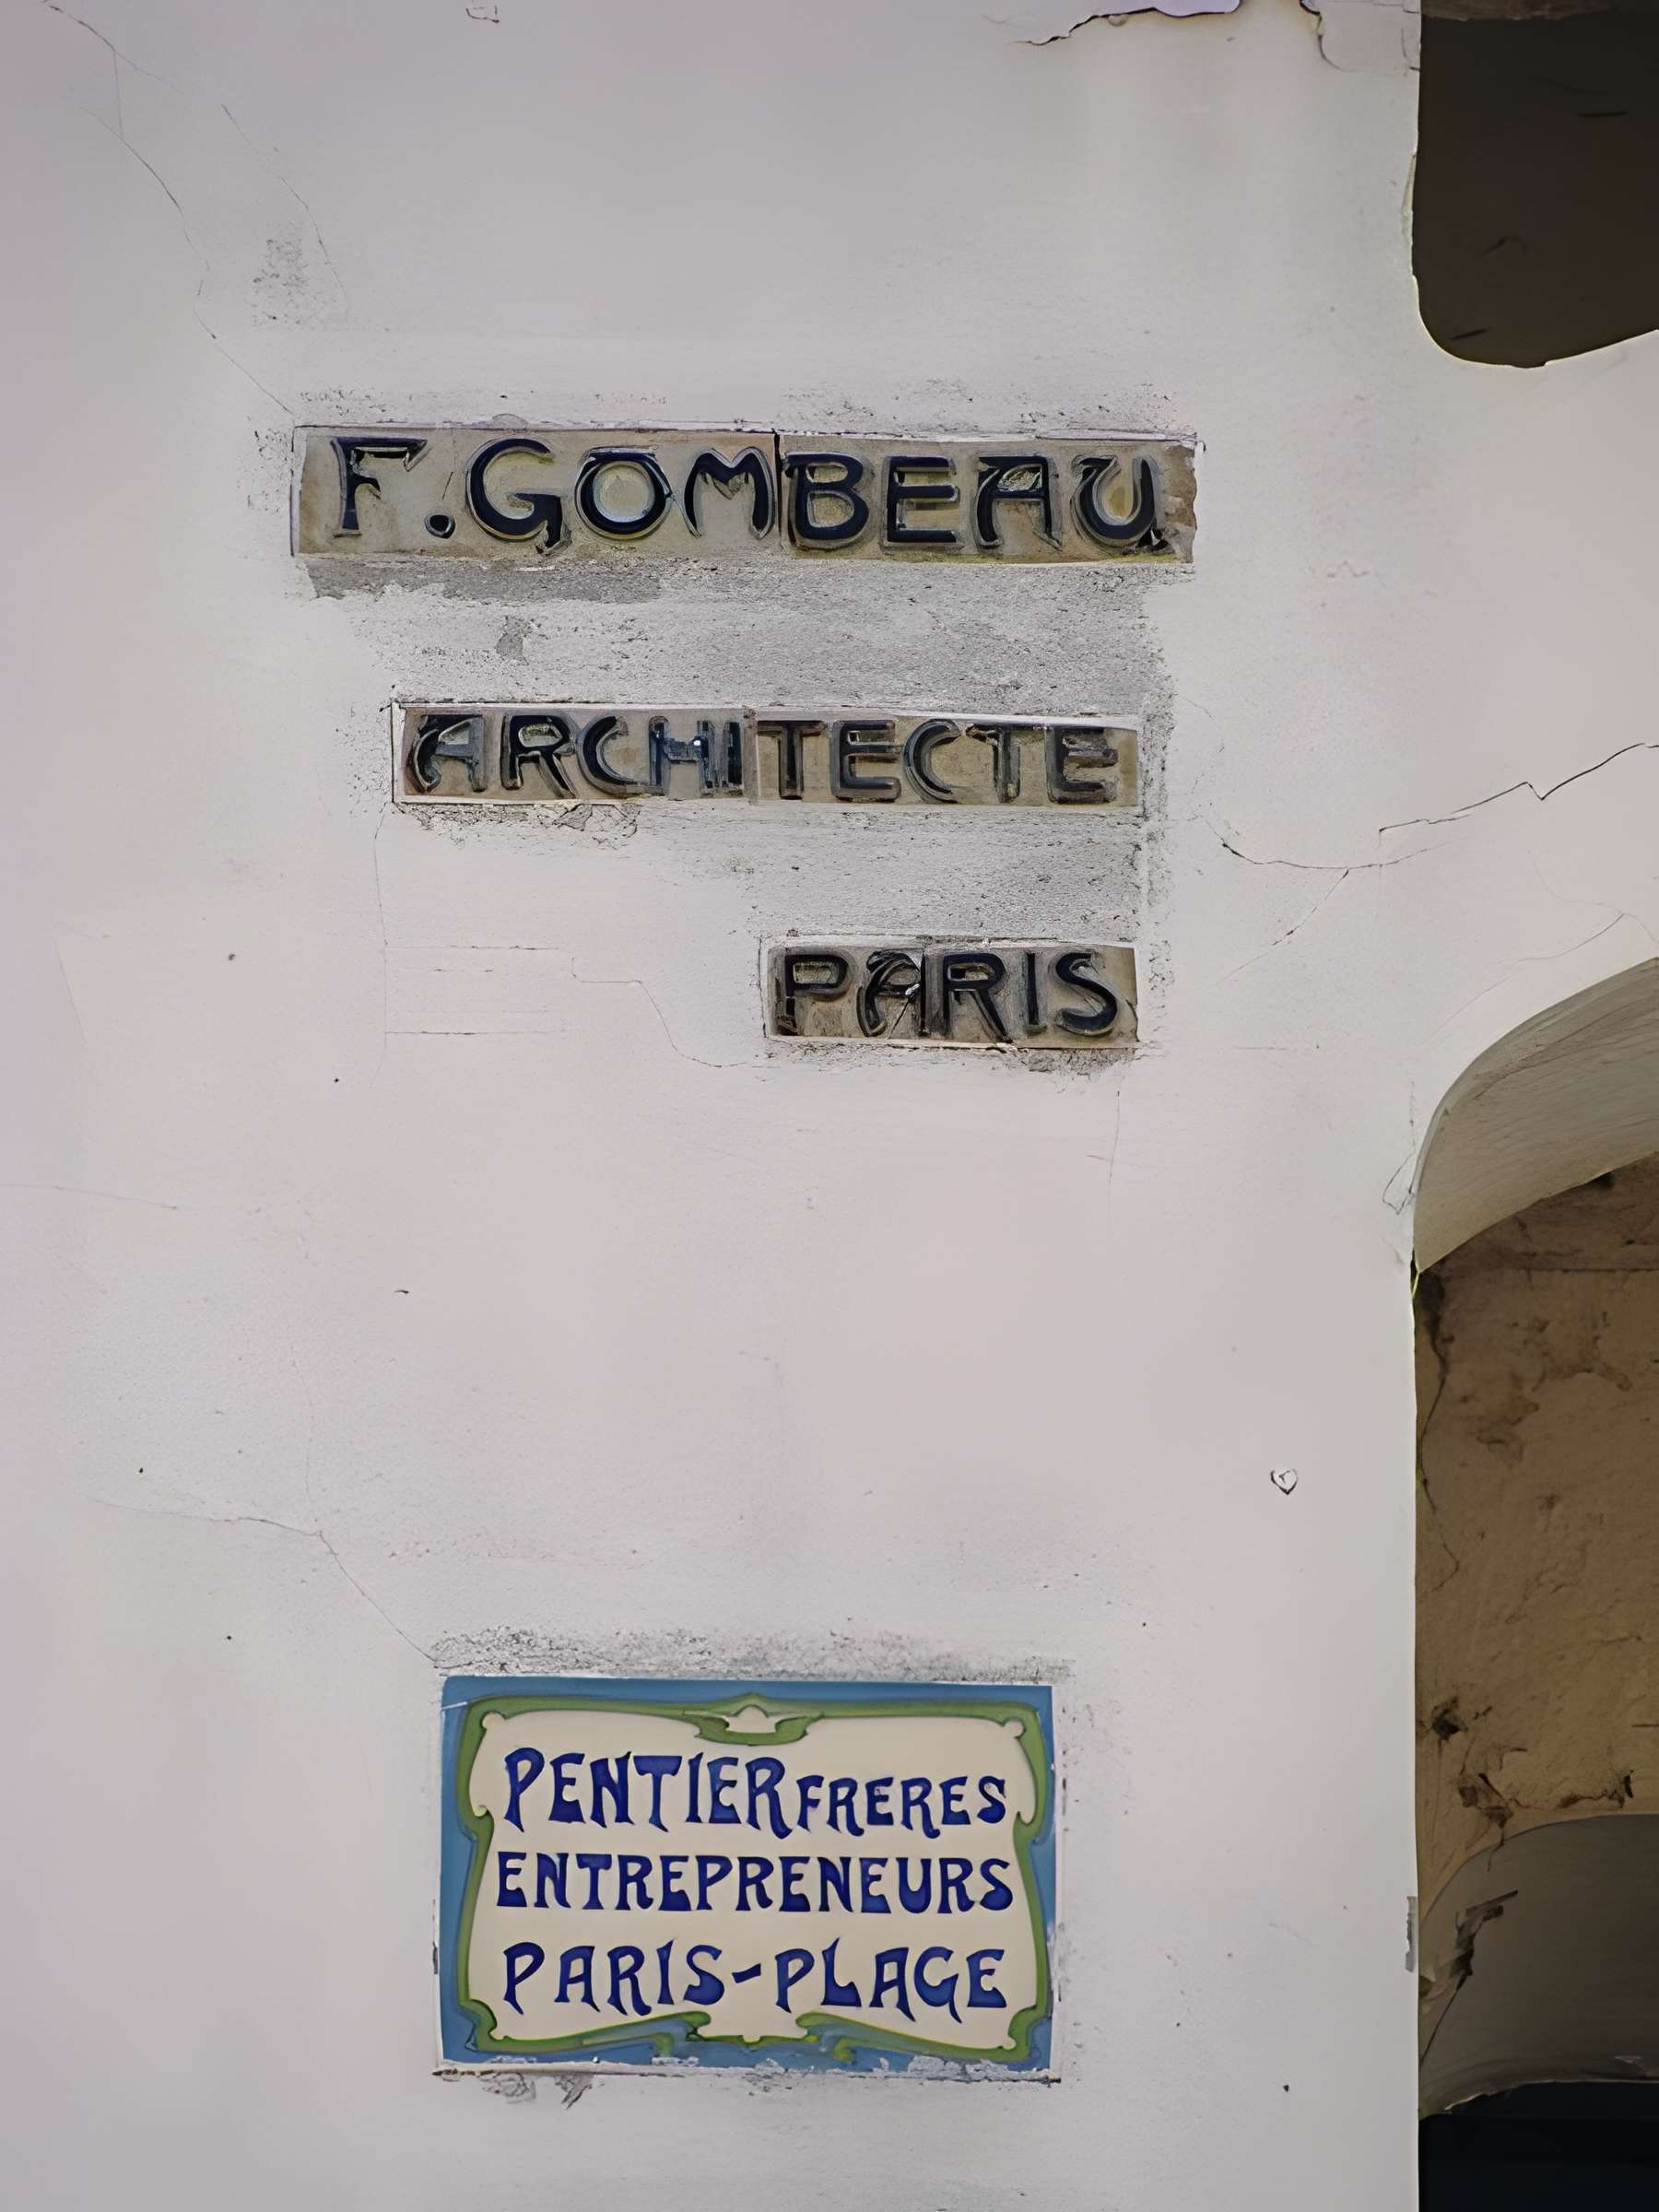 F. GOMBEAU
ARCHITECTE
PARIS
PENTIER FRERES
ENTREPRENEURS
PARIS-PLAGE